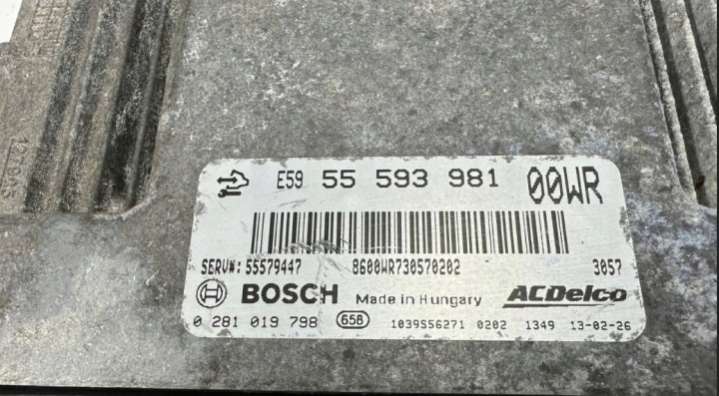 E59 55 593 981 00WR
SERV№: 55579447 8600WR730570202 3057
BOSCH Made in Hungary ACDelco
0 281 019 798 658 1039S56271 0202 1349 13-02-26